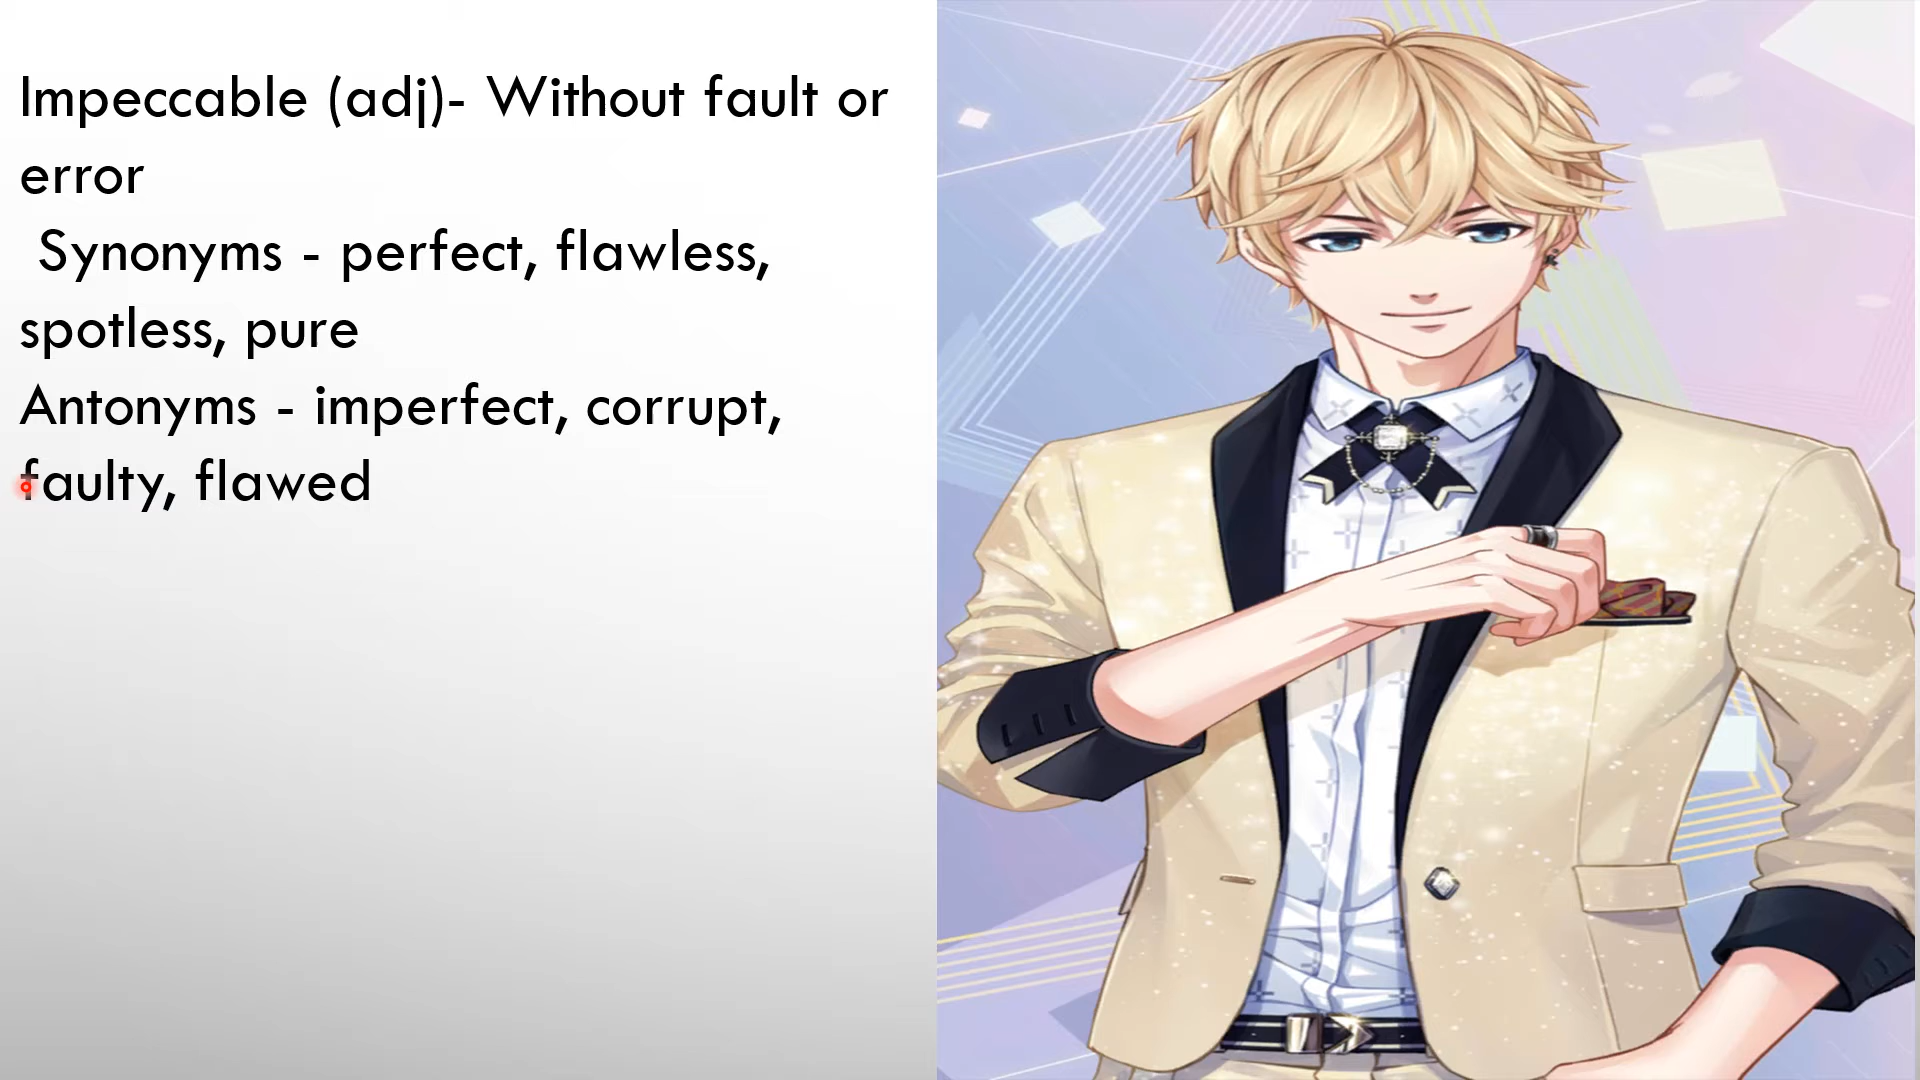 Impeccable (adj)- Without fault or
error
Synonyms - perfect, flawless,
spotless, pure
Antonyms - imperfect, corrupt,
faulty, flawed